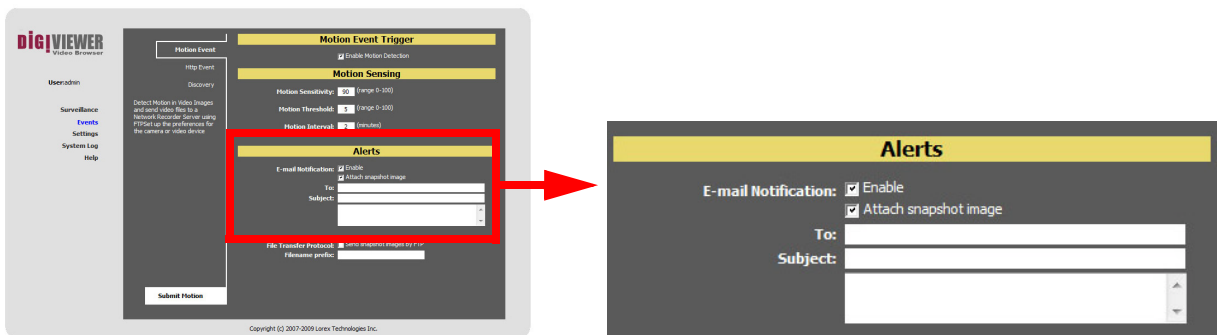 DIGIVIEWER
Video Browser
User:admin
Surveillance
Events
Settings
System Log
Help
Motion Event
Http Event
Discovery
Detect Motion in Video Images
and send video files to a
Network Recorder Server using
FTPSet up the preferences for
the camera or video device
Submit Motion
Motion Event Trigger
Enable Motion Detection
Motion Sensing
Motion Sensitivity: 90 (range 0-100)
Motion Threshold: 5 (range 0-100)
Motion Interval: 2 (minutes)
Alerts
E-mail Notification: Enable
Attach snapshot image
To:
Subject:
File Transfer Protocol: Send snapshot images by FTP
Filename prefix:
Copyright (c) 2007-2009 Lorex Technologies Inc.
Alerts
E-mail Notification: Enable
Attach snapshot image
To:
Subject: